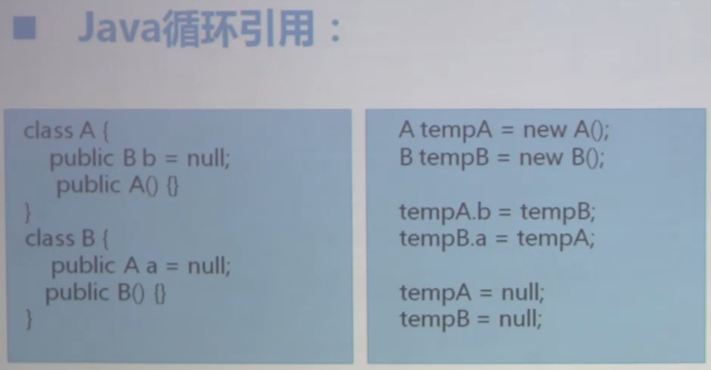 Java循环引用：
class A {
public B b = null;
public A() {}
}
class B {
public A a = null;
public B() {}
}
A tempA = new A();
B tempB = new B();
tempA.b = tempB;
tempB.a = tempA;
tempA = null;
tempB = null;